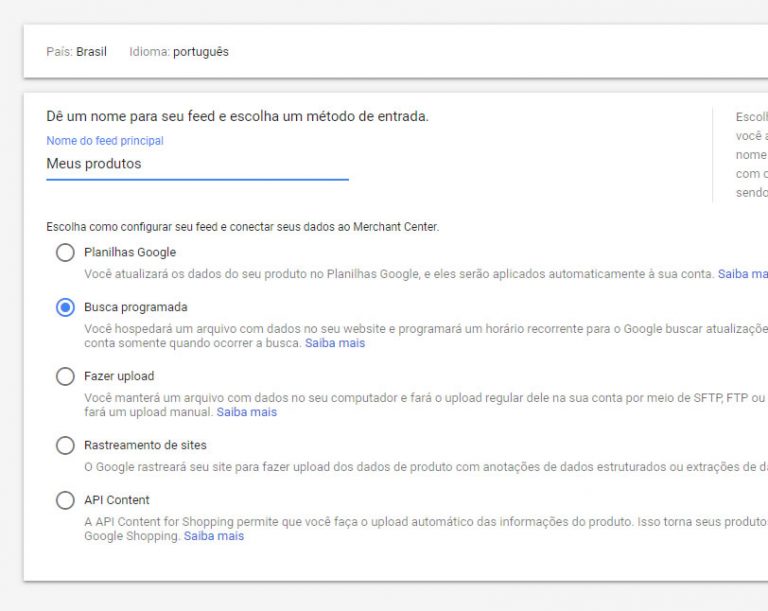 País: Brasil Idioma: português
Dê um nome para seu feed e escolha um método de entrada.
Nome do feed principal
Meus produtos
você a
nome
com o
sendo
Escolha como configurar seu feed e conectar seus dados ao Merchant Center.
Planilhas Google
Você atualizará os dados do seu produto no Planilhas Google, e eles serão aplicados automaticamente à sua conta. Saiba ma
Busca programada
Você hospedará um arquivo com dados no seu website e programará um horário recorrente para o Google buscar atualizaçõe
conta somente quando ocorrer a busca. Saiba mais
Fazer upload
Você manterá um arquivo com dados no seu computador e fará o upload regular dele na sua conta por meio de SFTP, FTP ou
fará um upload manual. Saiba mais
Rastreamento de sites
O Google rastreará seu site para fazer upload dos dados de produto com anotações de dados estruturados ou extrações de d
API Content
A API Content for Shopping permite que você faça o upload automático das informações do produto. Isso torna seus produto
Google Shopping. Saiba mais